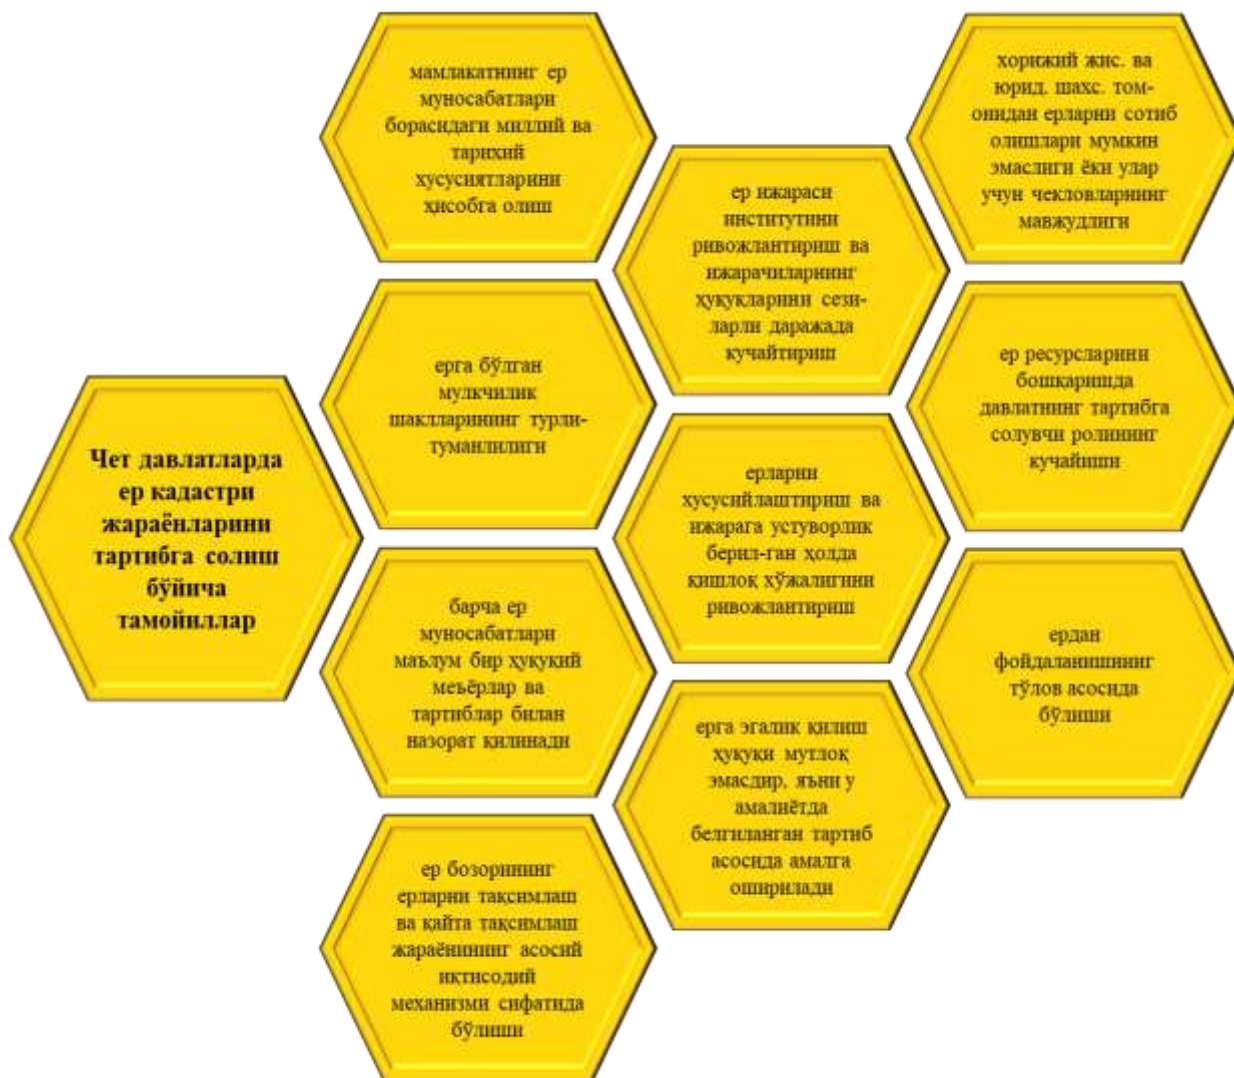 Чет давлатларда
ер кадастри
жараёнларини
тартибга солиш
бўйича
тамойиллар
мамлакатнинг ер
муносабатлари
борасидаги миллий ва
тарихий
хусусиятларини
ҳисобга олиш
ерга бўлган
мулкчилик
шаклларининг турли-
туманлилиги
барча ер
муносабатлари
маълум бир ҳуқуқий
меъёрлар ва
тартиблар билан
назорат қилинади
ер бозорининг
ерларни тақсимлаш
ва қайта тақсимлаш
жараёнининг асосий
иқтисодий
механизми сифатида
бўлиши
ер ижараси
институтини
ривожлантириш ва
ижарачиларнинг
ҳуқуқларини сези-
ларли даражада
кучайтириш
ерларни
хусусийлаштириш ва
ижарага устуворлик
берил-ган ҳолда
қишлоқ хўжалигини
ривожлантириш
ерга эгалик қилиш
ҳуқуқи мутлоқ
эмасдир, яъни у
амалиётда
белгиланган тартиб
асосида амалга
оширилади
хорижий жис. ва
юрид. шахс. том-
онидан ерларни сотиб
олишлари мумкин
эмаслиги ёки улар
учун чекловларнинг
мавжудлиги
ер ресурсларини
бошқаришда
давлатнинг тартибга
солувчи ролининг
кучайиши
ердан
фойдаланишнинг
тўлов асосида
бўлиши